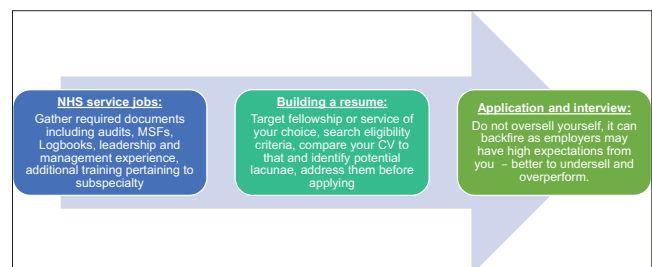 NHS service jobs:
Gather required documents
including audits, MSFs,
Logbooks, leadership and
management experience,
additional training pertaining to
subspecialty
Building a resume:
Target fellowship or service of
your choice, search eligibility
criteria, compare your CV to
that and identify potential
lacunae, address them before
applying
Application and interview:
Do not oversell yourself, it can
backfire as employers may
have high expectations from
you – better to undersell and
overperform.